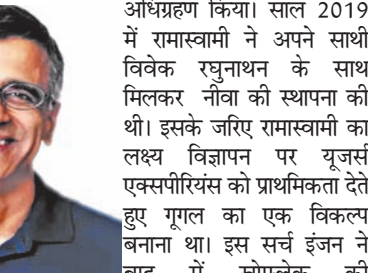 अधिग्रहण किया। साल 2019
में रामास्वामी ने अपने साथी
विवेक रघुनाथन के साथ
मिलकर नीवा की स्थापना की
थी। इसके जरिए रामास्वामी का
लक्ष्य विज्ञापन पर यूजर्स
एक्सपीरियंस को प्राथमिकता देते
हुए गूगल का एक विकल्प
बनाना था। इस सर्च इंजन ने
बाद में की